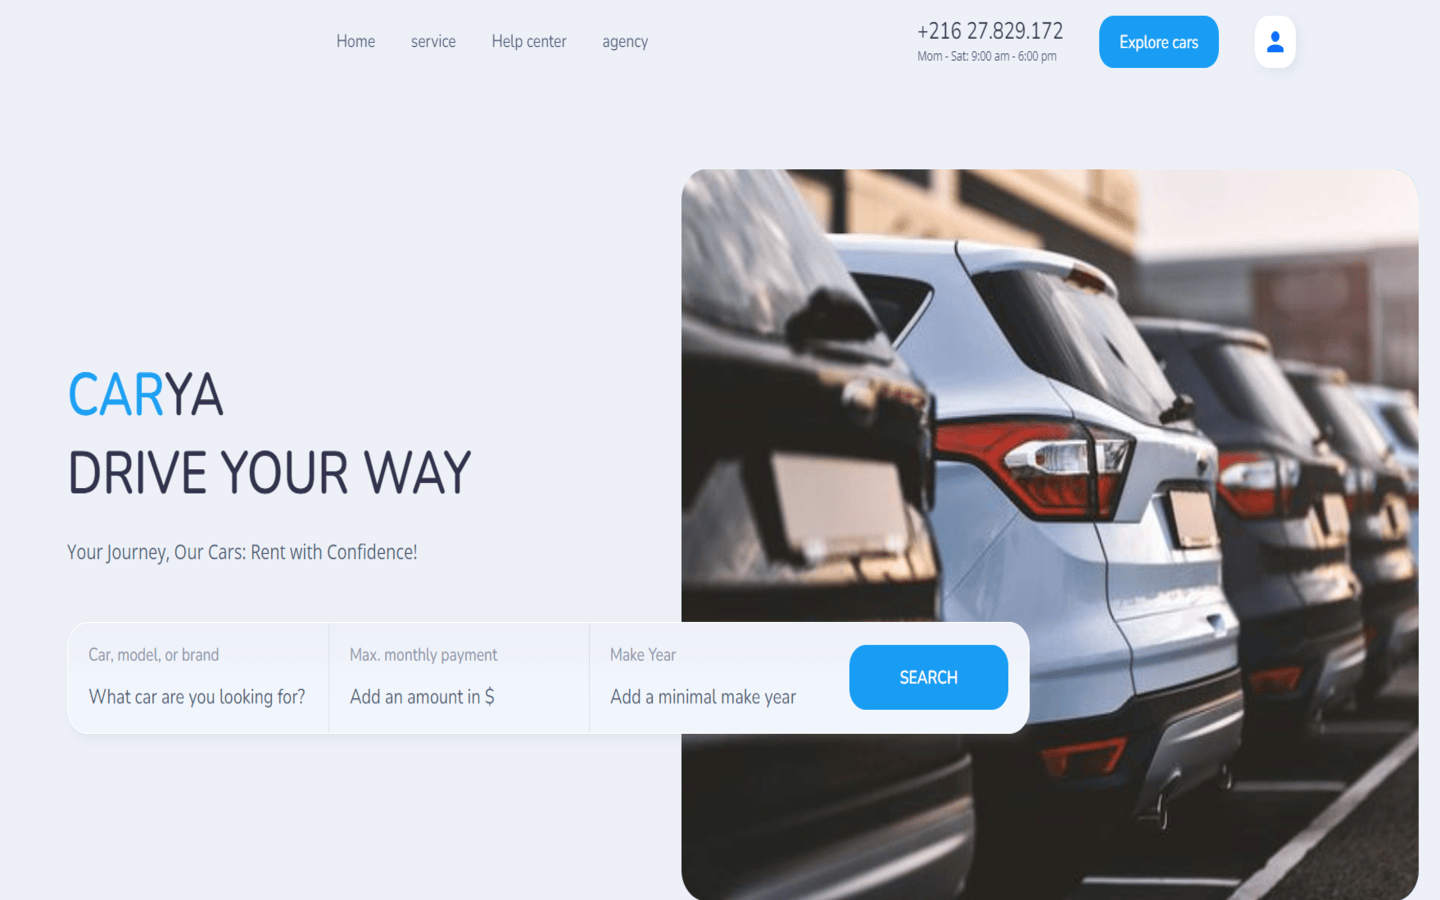 Home
service
Help center
agency
+216 27.829.172
Mom - Sat: 9:00 am - 6:00 pm
Explore cars
CARYA
DRIVE YOUR WAY
Your Journey, Our Cars: Rent with Confidence!
Car, model, or brand
What car are you looking for?
Max. monthly payment
Add an amount in $
Make Year
Add a minimal make year
SEARCH